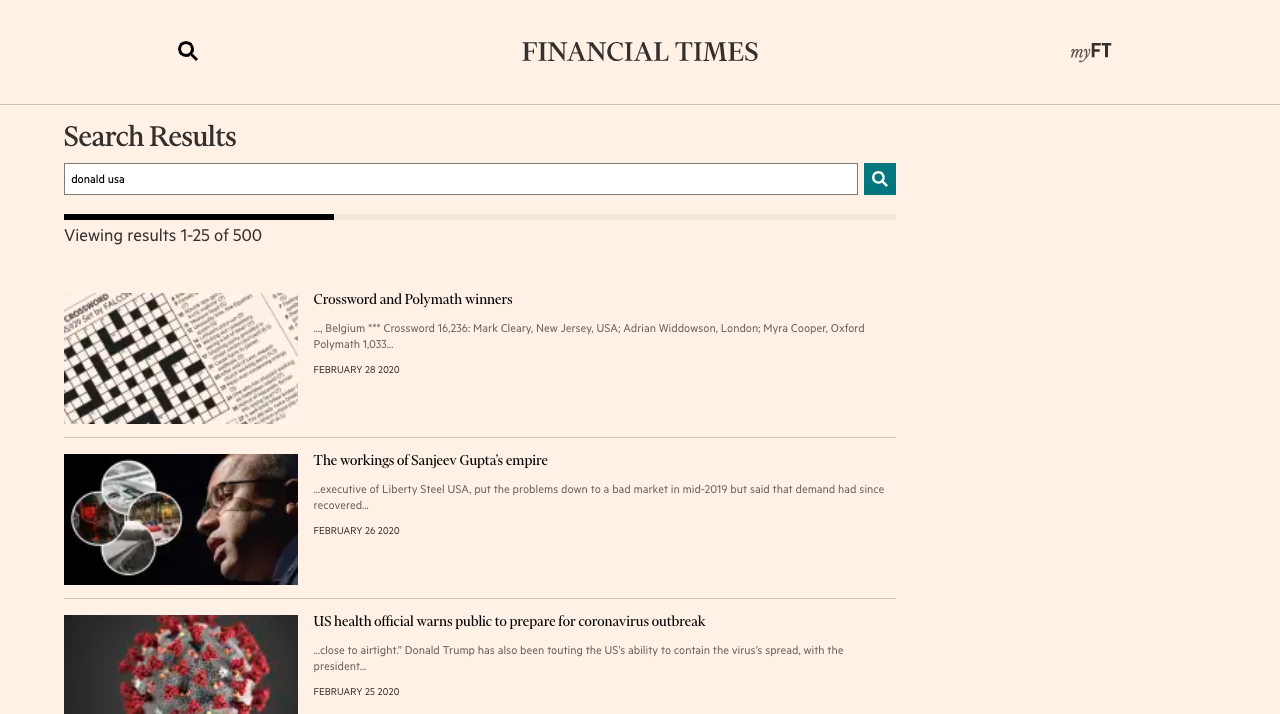 FINANCIAL TIMES
myFT
Search Results
donald usa
Viewing results 1-25 of 500
Crossword and Polymath winners
..., Belgium *** Crossword 16,236: Mark Cleary, New Jersey, USA; Adrian Widdowson, London; Myra Cooper, Oxford
Polymath 1,033...
FEBRUARY 28 2020
The workings of Sanjeev Gupta's empire
...executive of Liberty Steel USA, put the problems down to a bad market in mid-2019 but said that demand had since
recovered...
FEBRUARY 26 2020
US health official warns public to prepare for coronavirus outbreak
...close to airtight.” Donald Trump has also been touting the US’s ability to contain the virus’s spread, with the
president...
FEBRUARY 25 2020